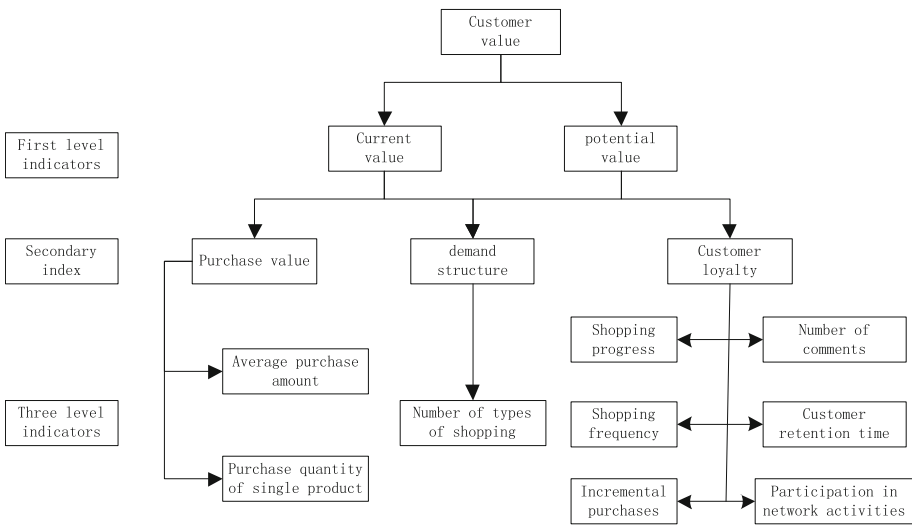 Customer
value
First level
indicators
Current
value
potential
value
Secondary
index
Purchase value
demand
structure
Customer
loyalty
Shopping
progress
Number of
comments
Average purchase
amount
Three level
indicators
Number of types
of shopping
Shopping
frequency
Customer
retention time
Purchase quantity
of single product
Incremental
purchases
Participation in
network activities